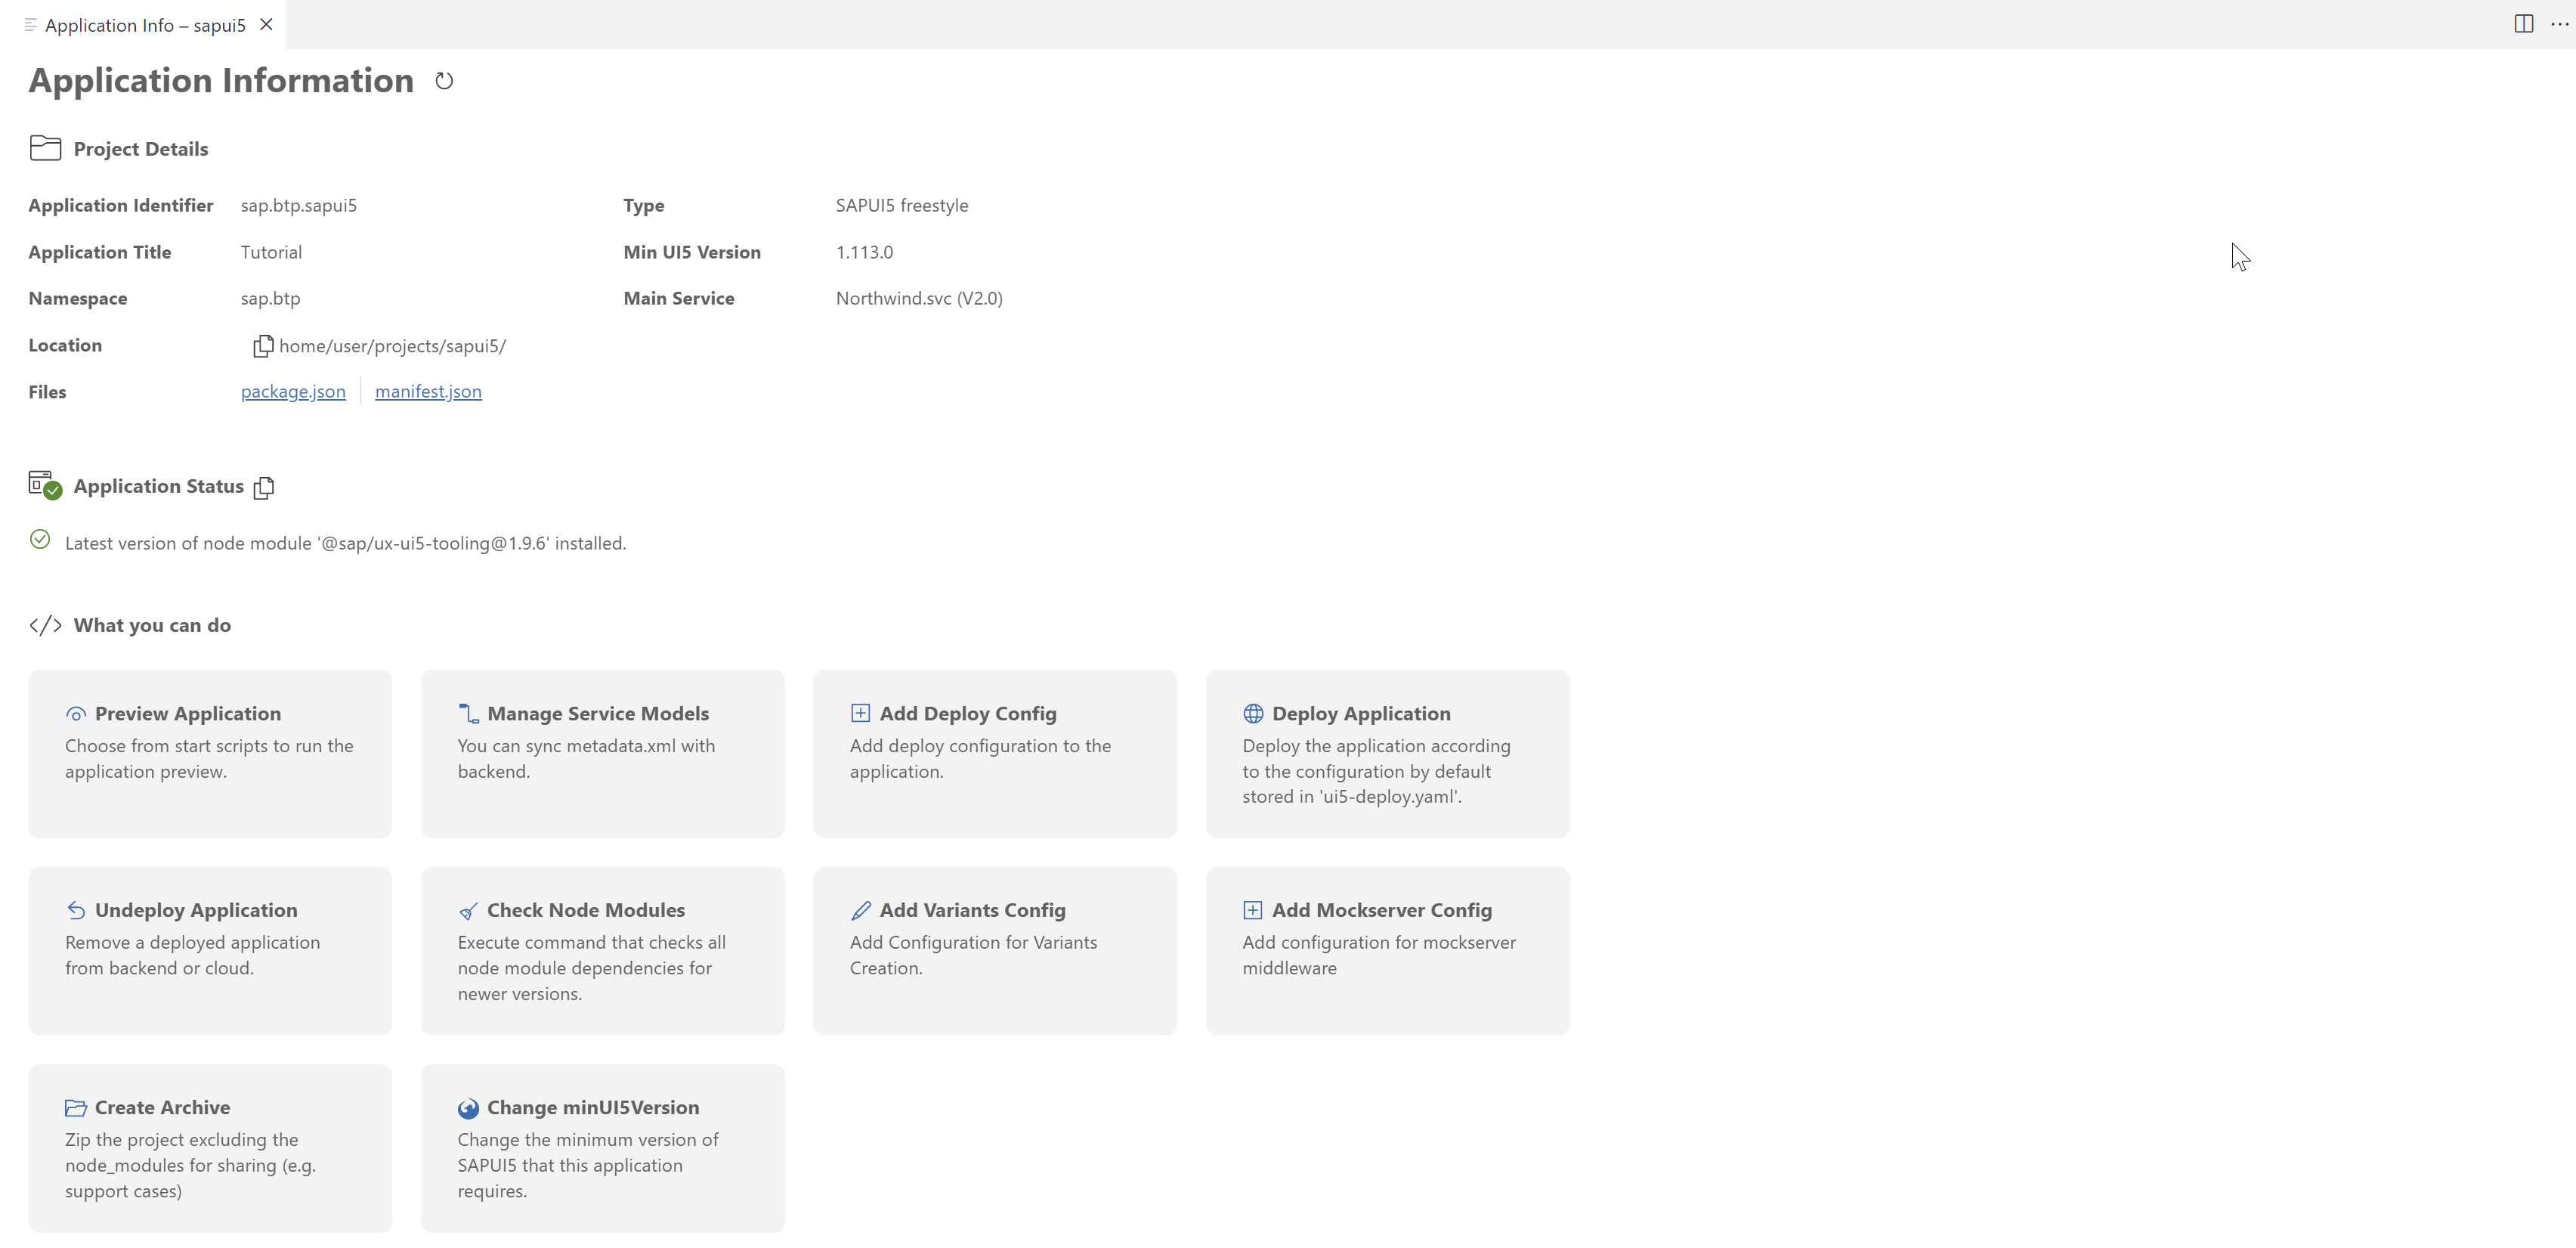 Application Info – sapui5
Application Information
Project Details
Application Identifier sap.btp.sapui5 Type SAPUI5 freestyle
Application Title Tutorial Min UI5 Version 1.113.0
Namespace sap.btp Main Service Northwind.svc (V2.0)
Location home/user/projects/sapui5/
Files package.json manifest.json
Application Status
Latest version of node module '@sap/ux-ui5-tooling@1.9.6' installed.
What you can do
Preview Application
Choose from start scripts to run the
application preview.
Manage Service Models
You can sync metadata.xml with
backend.
Add Deploy Config
Add deploy configuration to the
application.
Deploy Application
Deploy the application according
to the configuration by default
stored in 'ui5-deploy.yaml'.
Undeploy Application
Remove a deployed application
from backend or cloud.
Check Node Modules
Execute command that checks all
node module dependencies for
newer versions.
Add Variants Config
Add Configuration for Variants
Creation.
Add Mockserver Config
Add configuration for mockserver
middleware
Create Archive
Zip the project excluding the
node_modules for sharing (e.g.
support cases)
Change minUI5Version
Change the minimum version of
SAPUI5 that this application
requires.